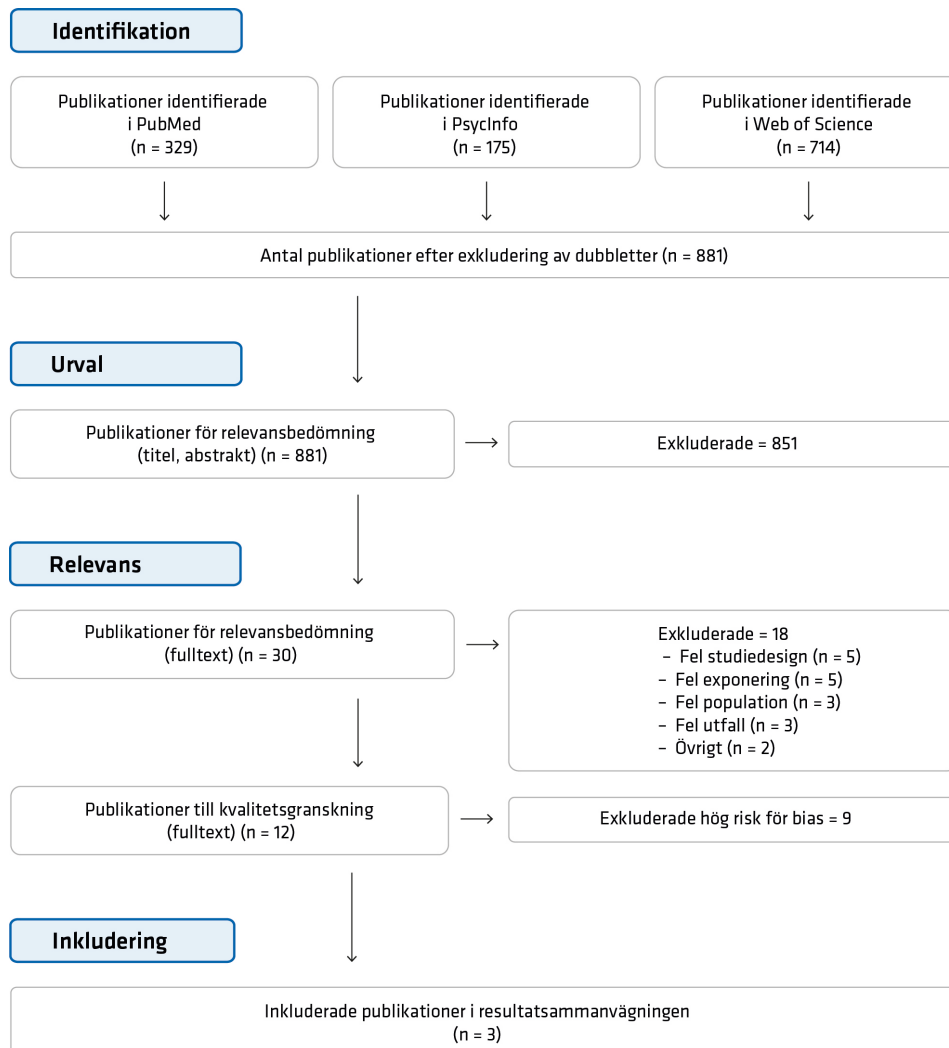 Identifikation
Publikationer identifierade
i PubMed
(n = 329)
Publikationer identifierade
i PsycInfo
(n = 175)
Publikationer identifierade
i Web of Science
(n = 714)
Antal publikationer efter exkludering av dubbletter (n = 881)
Urval
Publikationer för relevansbedömning
(titel, abstrakt) (n = 881)
Exkluderade = 851
Relevans
Publikationer för relevansbedömning
(fulltext) (n = 30)
Exkluderade = 18
– Fel studiedesign (n = 5)
– Fel exponering (n = 5)
– Fel population (n = 3)
– Fel utfall (n = 3)
– Övrigt (n = 2)
Publikationer till kvalitetsgranskning
(fulltext) (n = 12)
Exkluderade hög risk för bias = 9
Inkludering
Inkluderade publikationer i resultatsammanvägningen
(n = 3)